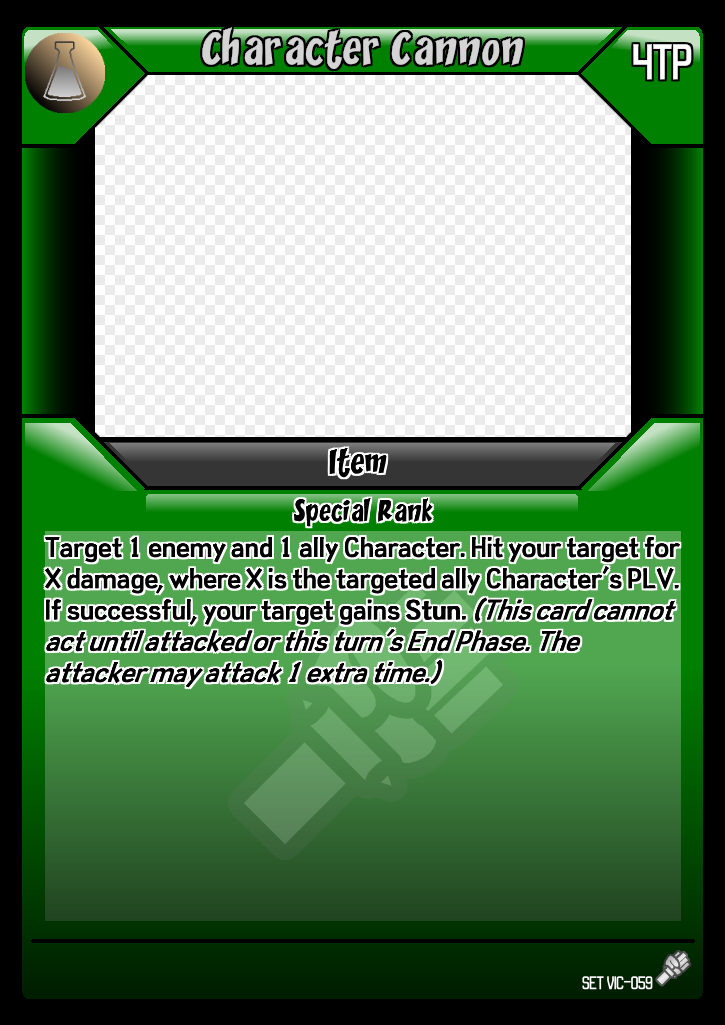 Character Cannon
4TP
Item
Special Rank
Target 1 enemy and 1 ally Character. Hit your target for
X damage, where X is the targeted ally Character's PLV.
If successful, your target gains Stun. (This card cannot
act until attacked or this turn's End Phase. The
attacker may attack 1 extra time.)
SET VIC-059